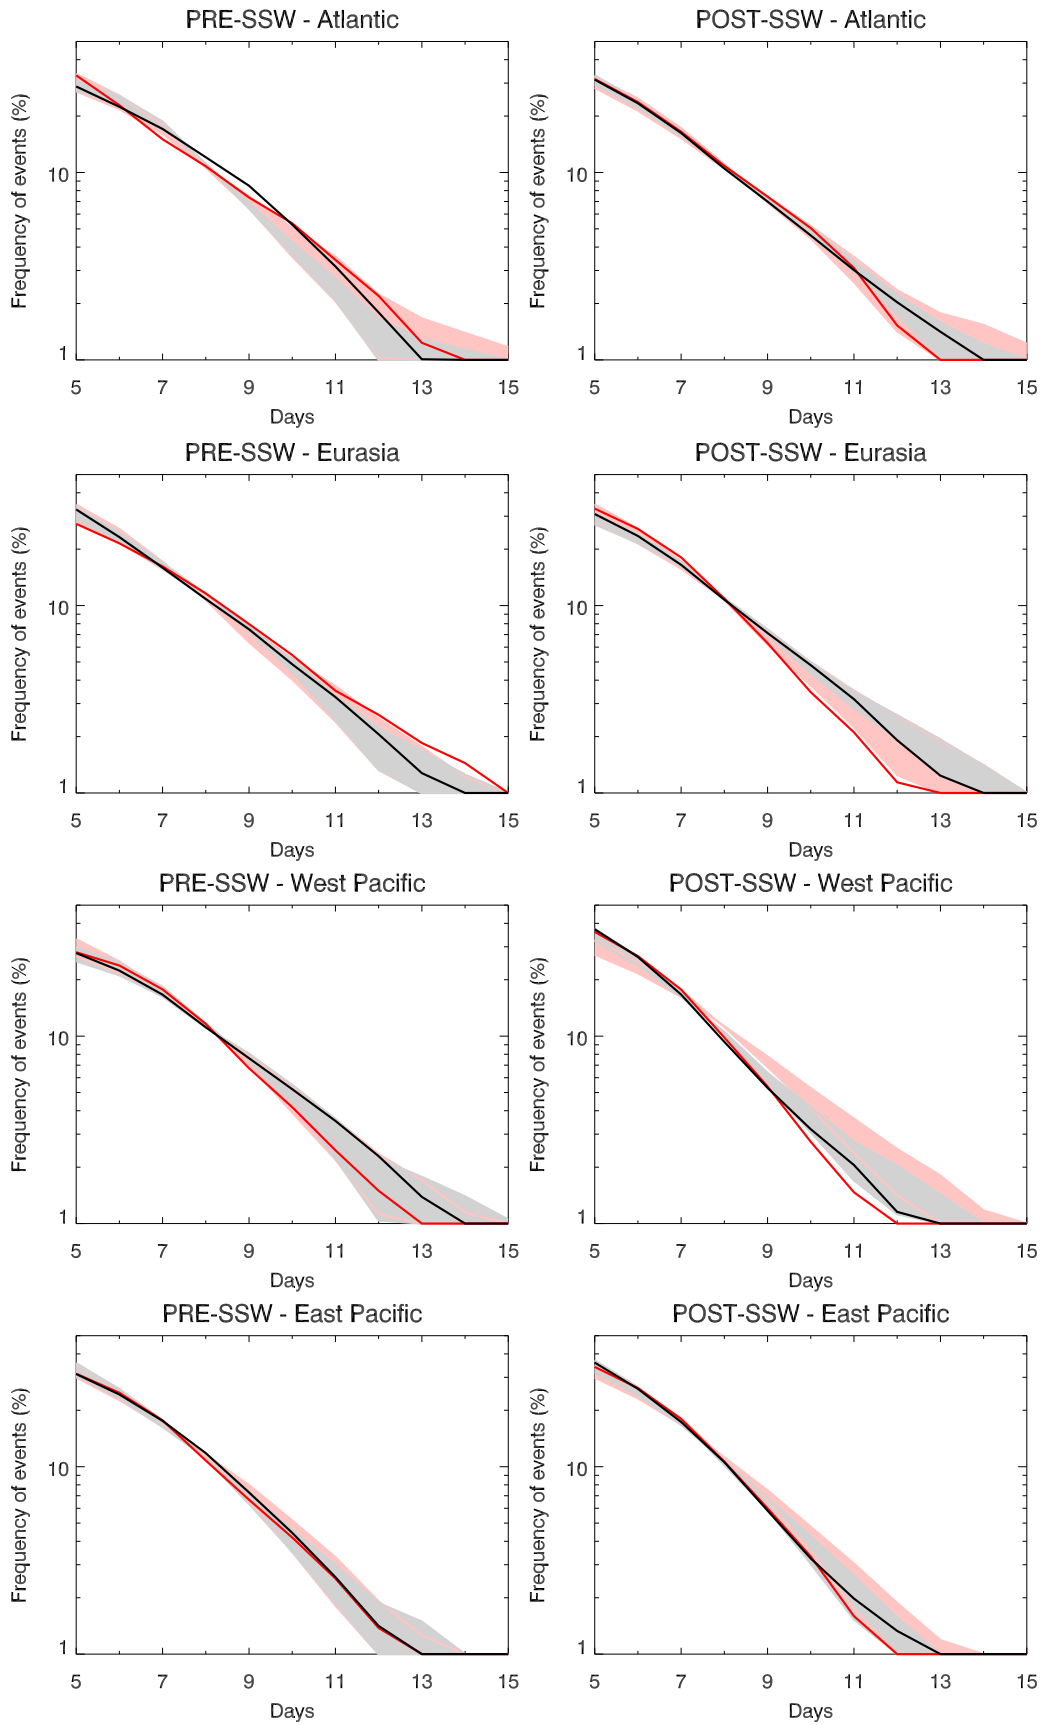 PRE-SSW - Atlantic
Frequency of events (%)
10
1
5 7 9 11 13 15
Days
POST-SSW - Atlantic
Frequency of events (%)
10
1
5 7 9 11 13 15
Days
PRE-SSW - Eurasia
Frequency of events (%)
10
1
5 7 9 11 13 15
Days
POST-SSW - Eurasia
Frequency of events (%)
10
1
5 7 9 11 13 15
Days
PRE-SSW - West Pacific
Frequency of events (%)
10
1
5 7 9 11 13 15
Days
POST-SSW - West Pacific
Frequency of events (%)
10
1
5 7 9 11 13 15
Days
PRE-SSW - East Pacific
Frequency of events (%)
10
1
5 7 9 11 13 15
Days
POST-SSW - East Pacific
Frequency of events (%)
10
1
5 7 9 11 13 15
Days